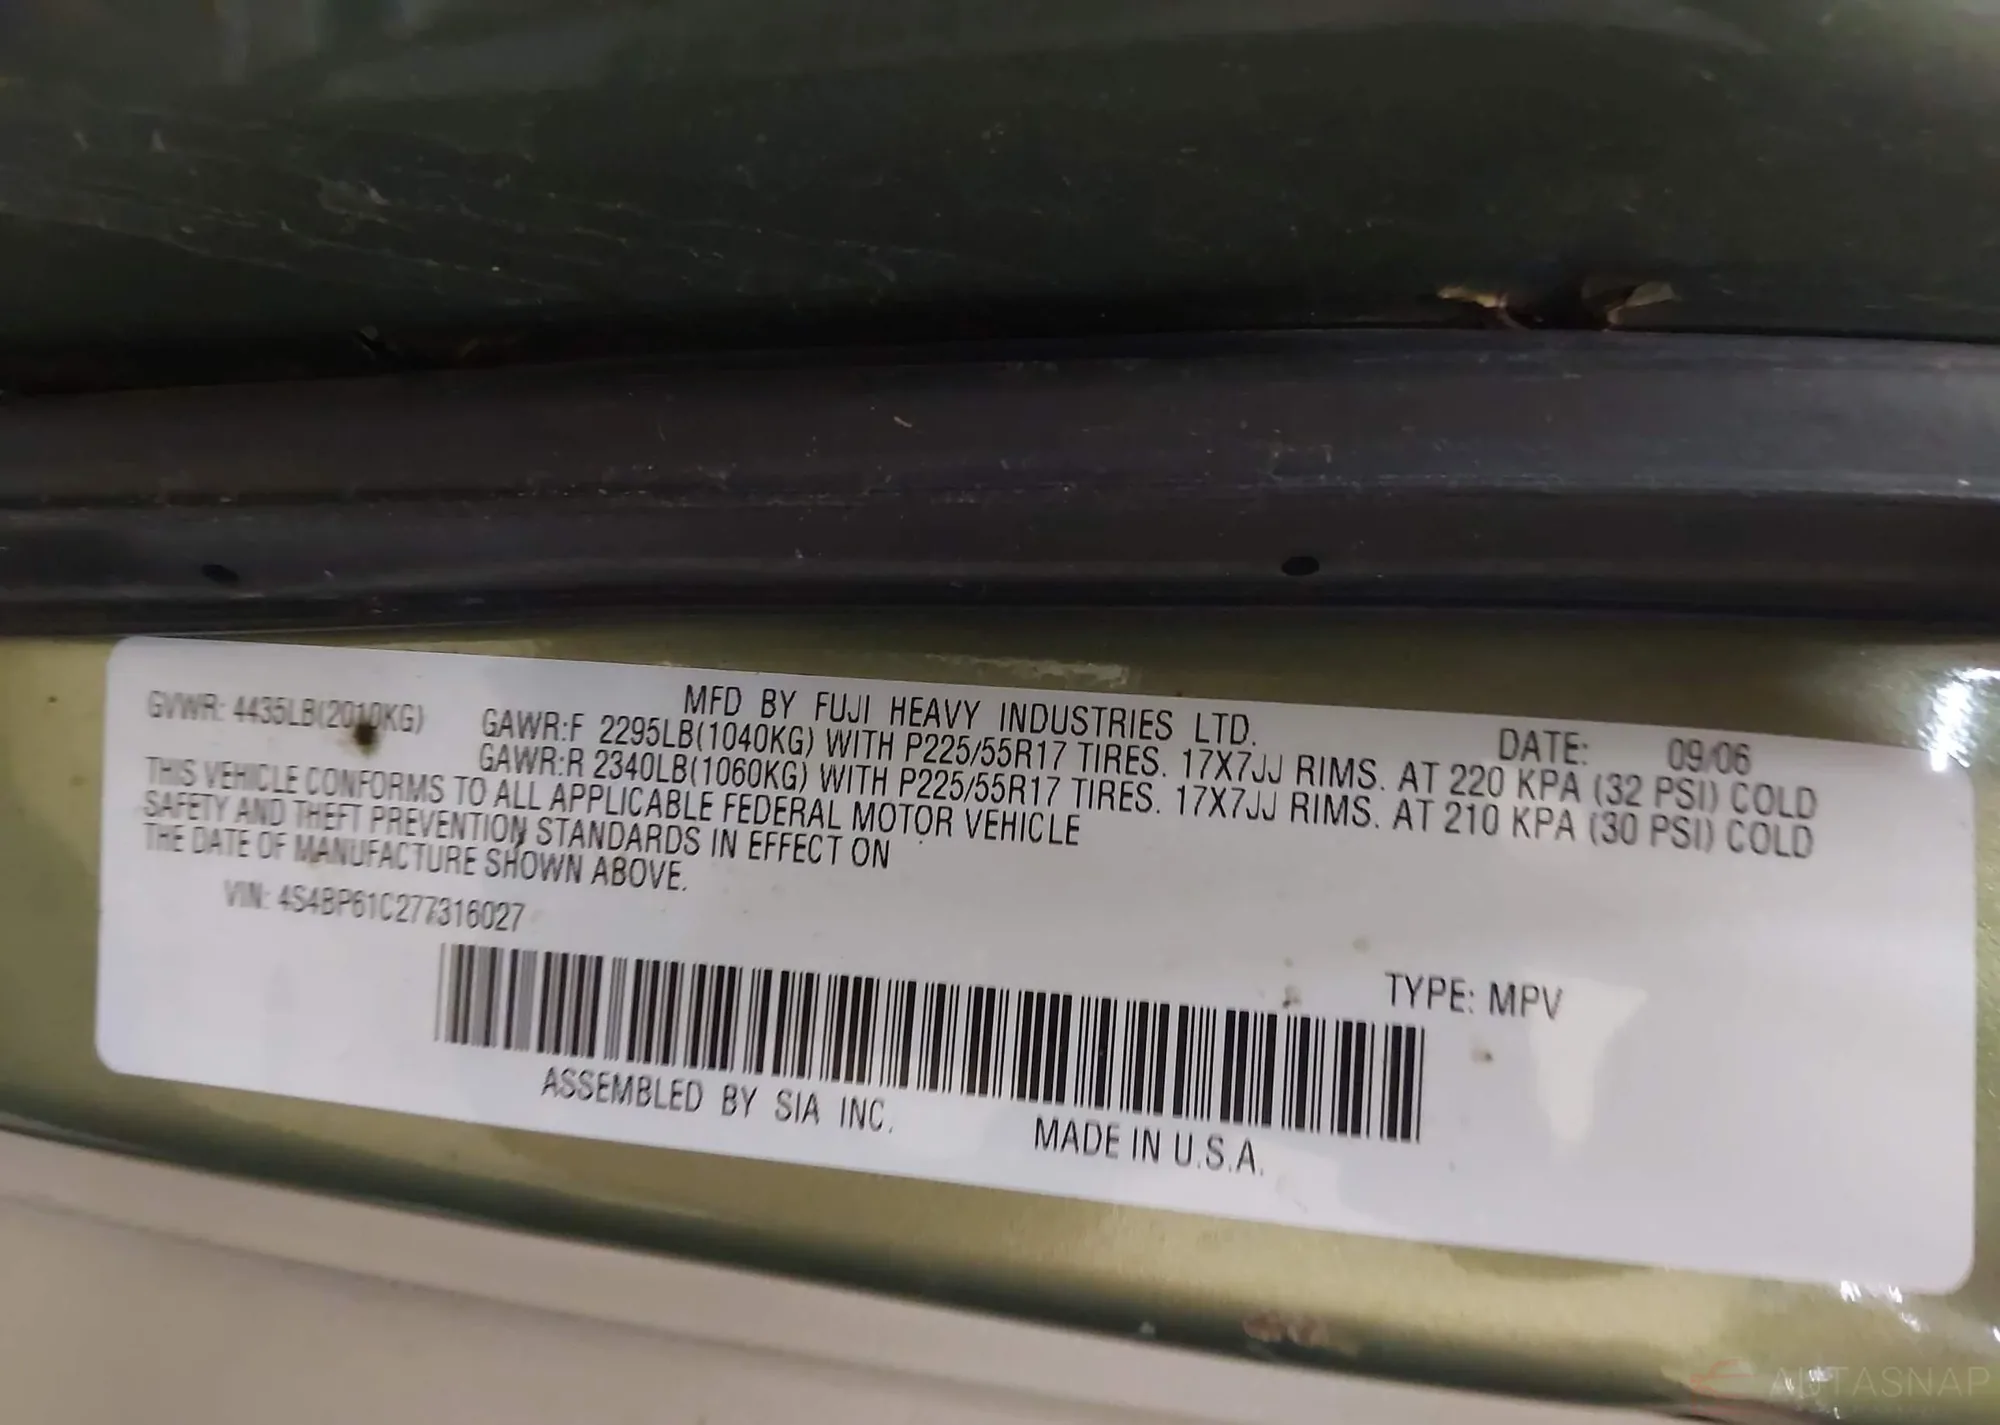 MFD BY FUJI HEAVY INDUSTRIES LTD. DATE: 09/06
GVWR: 4435LB(2010KG) GAWR:F 2295LB(1040KG) WITH P225/55R17 TIRES. 17X7JJ RIMS. AT 220 KPA (32 PSI) COLD
GAWR:R 2340LB(1060KG) WITH P225/55R17 TIRES. 17X7JJ RIMS. AT 210 KPA (30 PSI) COLD
THIS VEHICLE CONFORMS TO ALL APPLICABLE FEDERAL MOTOR VEHICLE
SAFETY AND THEFT PREVENTION STANDARDS IN EFFECT ON
THE DATE OF MANUFACTURE SHOWN ABOVE.
VIN: 4S4BP61C277316027
TYPE: MPV
ASSEMBLED BY SIA INC. MADE IN U.S.A.
AUTASNAP